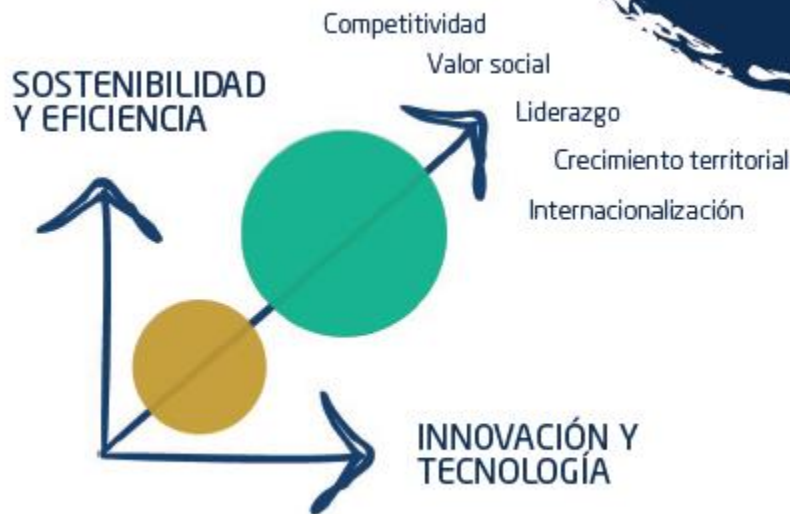 Competitividad
Valor social
SOSTENIBILIDAD
Y EFICIENCIA
Liderazgo
Crecimiento territorial
Internacionalización
INNOVACIÓN Y
TECNOLOGÍA